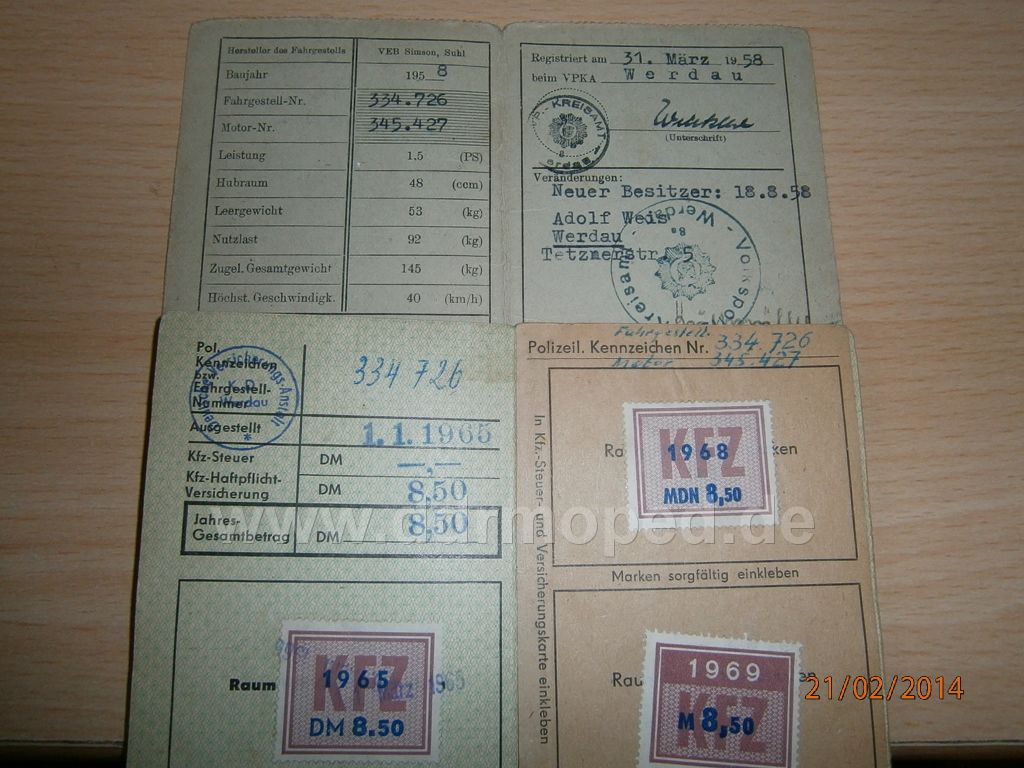 Hersteller des Fahrgestells VEB Simson, Suhl
Baujahr 195 8
Fahrgestell-Nr. 334.726
Motor-Nr. 345.427
Leistung 1,5 (PS)
Hubraum 48 (ccm)
Leergewicht 53 (kg)
Nutzlast 92 (kg)
Zugel. Gesamtgewicht 145 (kg)
Höchst. Geschwindigk. 40 (km/h)
Registriert am 31. März 1958
beim VPKA Werdau
(Unterschrift)
KREISAMT
Veränderungen:
Neuer Besitzer: 18.8.58
Adolf Weis
Werdau
Tetznerstr. 5
Pol.
Kennzeichen
bzw.
Fahrgestell-
Nummer
334 726
K D
Werdau
Ausgestellt 1.1.1965
Kfz-Steuer DM —,—
Kfz-Haftpflicht-
Versicherung DM 8,50
Jahres-
Gesamtbetrag DM 8,50
Raum
KFZ
1965
DM 8.50
Fahrgestell.
Polizeil. Kennzeichen Nr. 334.726
Motor 345.427
In Kfz.-Steuer- und Versicherungskarte einkleben
KFZ
1968
MDN 8,50
Marken sorgfältig einkleben
1969
KFZ
M 8,50
www.ddrmoped.de
21/02/2014